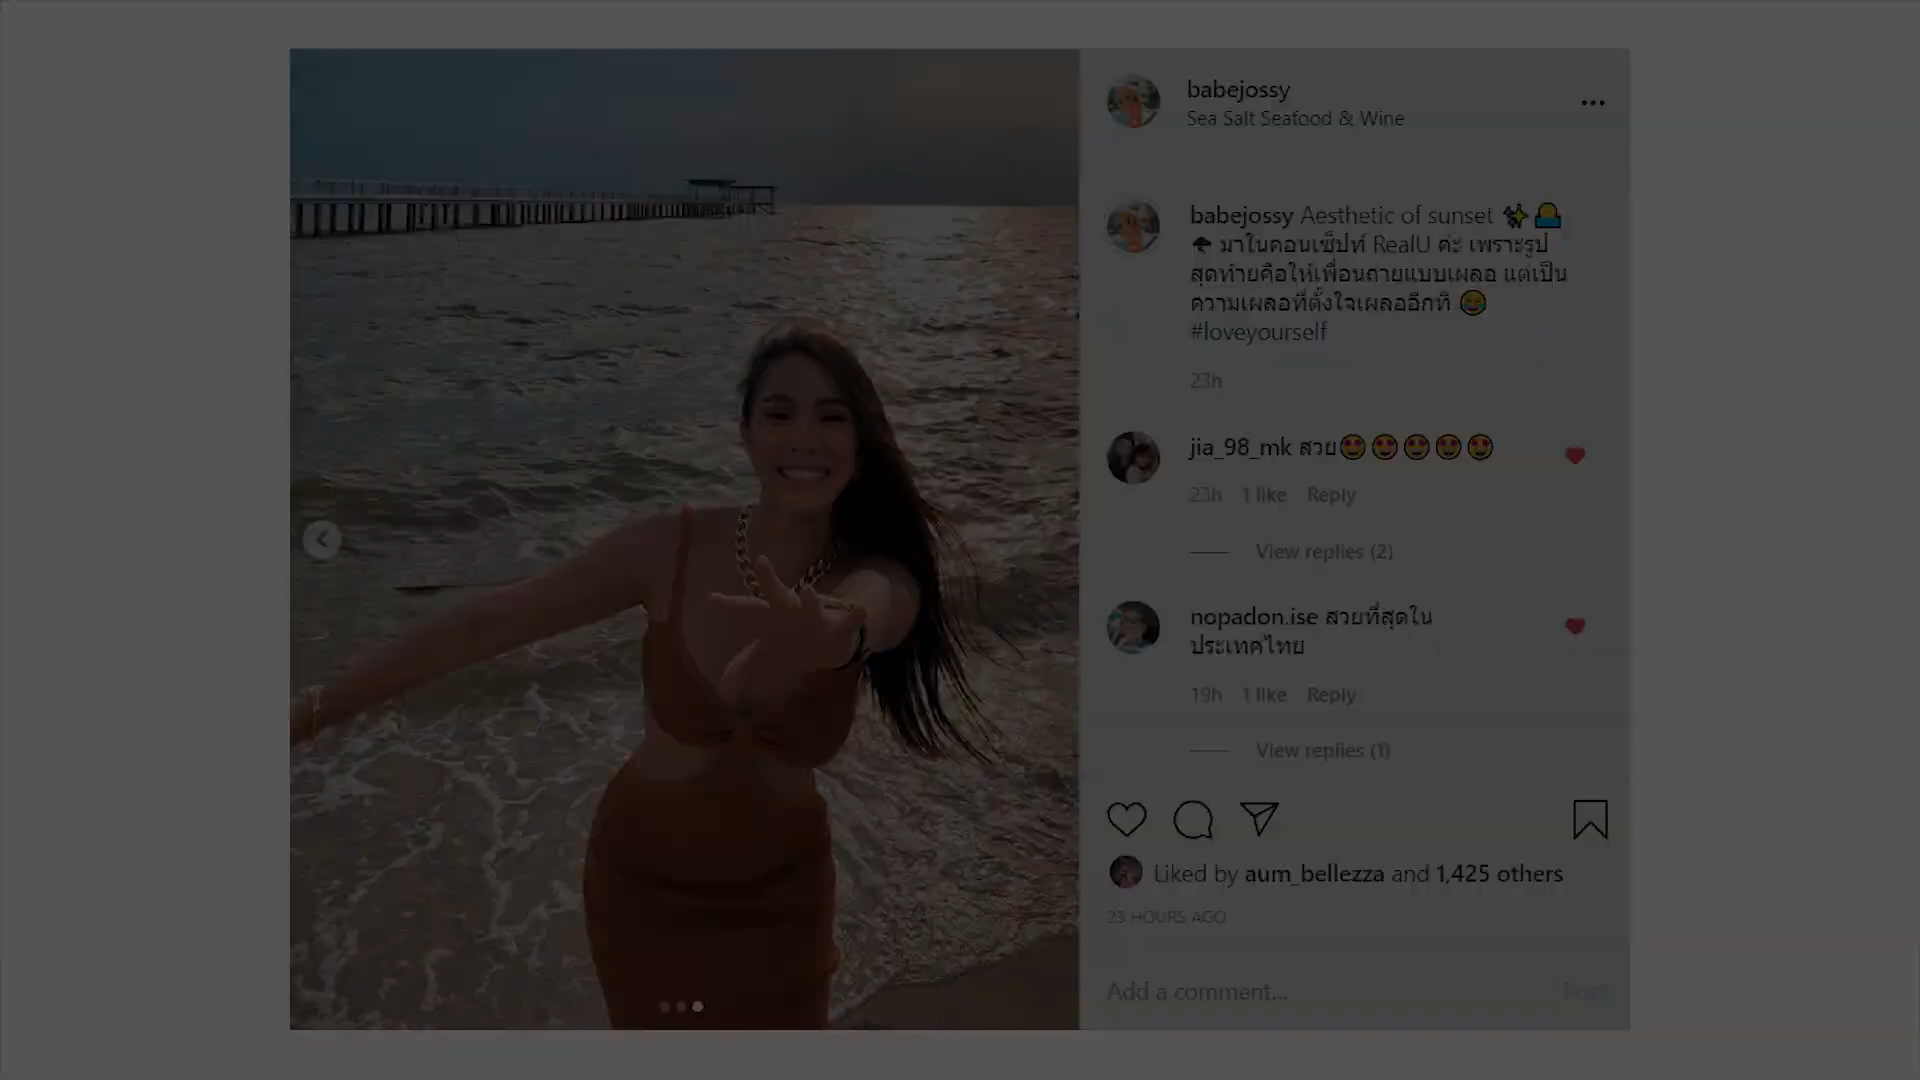 babejossy
Sea Salt Seafood & Wine
babejossy Aesthetic of sunset ✨🌅
มาในคอนเซ็ปท์ RealU ค่ะ เพราะรูป
สุดท้ายคือให้เพื่อนถ่ายแบบเผลอ แต่เป็น
ความเผลอที่ตั้งใจเผลออีกที 😂
#loveyourself
23h
jia_98_mk สวย😍😍😍😍😍
23h 1 like Reply
View replies (2)
nopadon.ise สวยที่สุดใน
ประเทศไทย
19h 1 like Reply
View replies (1)
Liked by aum_bellezza and 1,425 others
23 HOURS AGO
Add a comment... Post